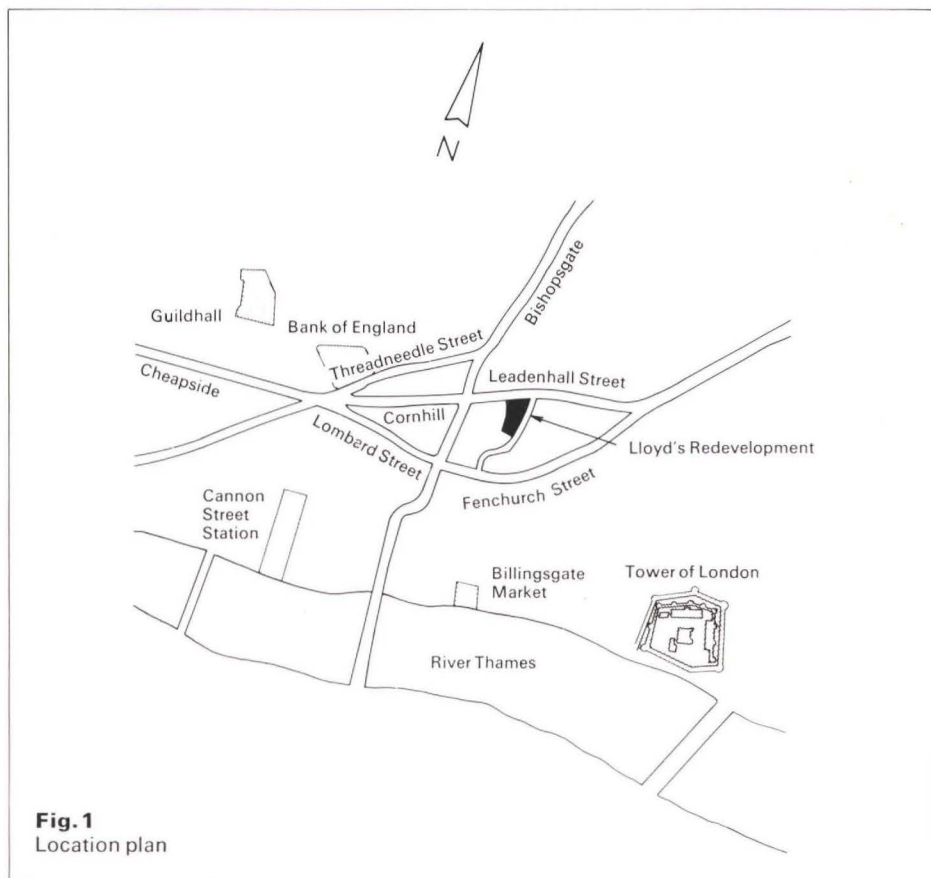 N
Guildhall
Bank of England
Threadneedle Street
Bishopsgate
Cheapside
Leadenhall Street
Cornhill
Lombard Street
Lloyd's Redevelopment
Fenchurch Street
Cannon
Street
Station
Billingsgate
Market
Tower of London
River Thames
Fig.1
Location plan